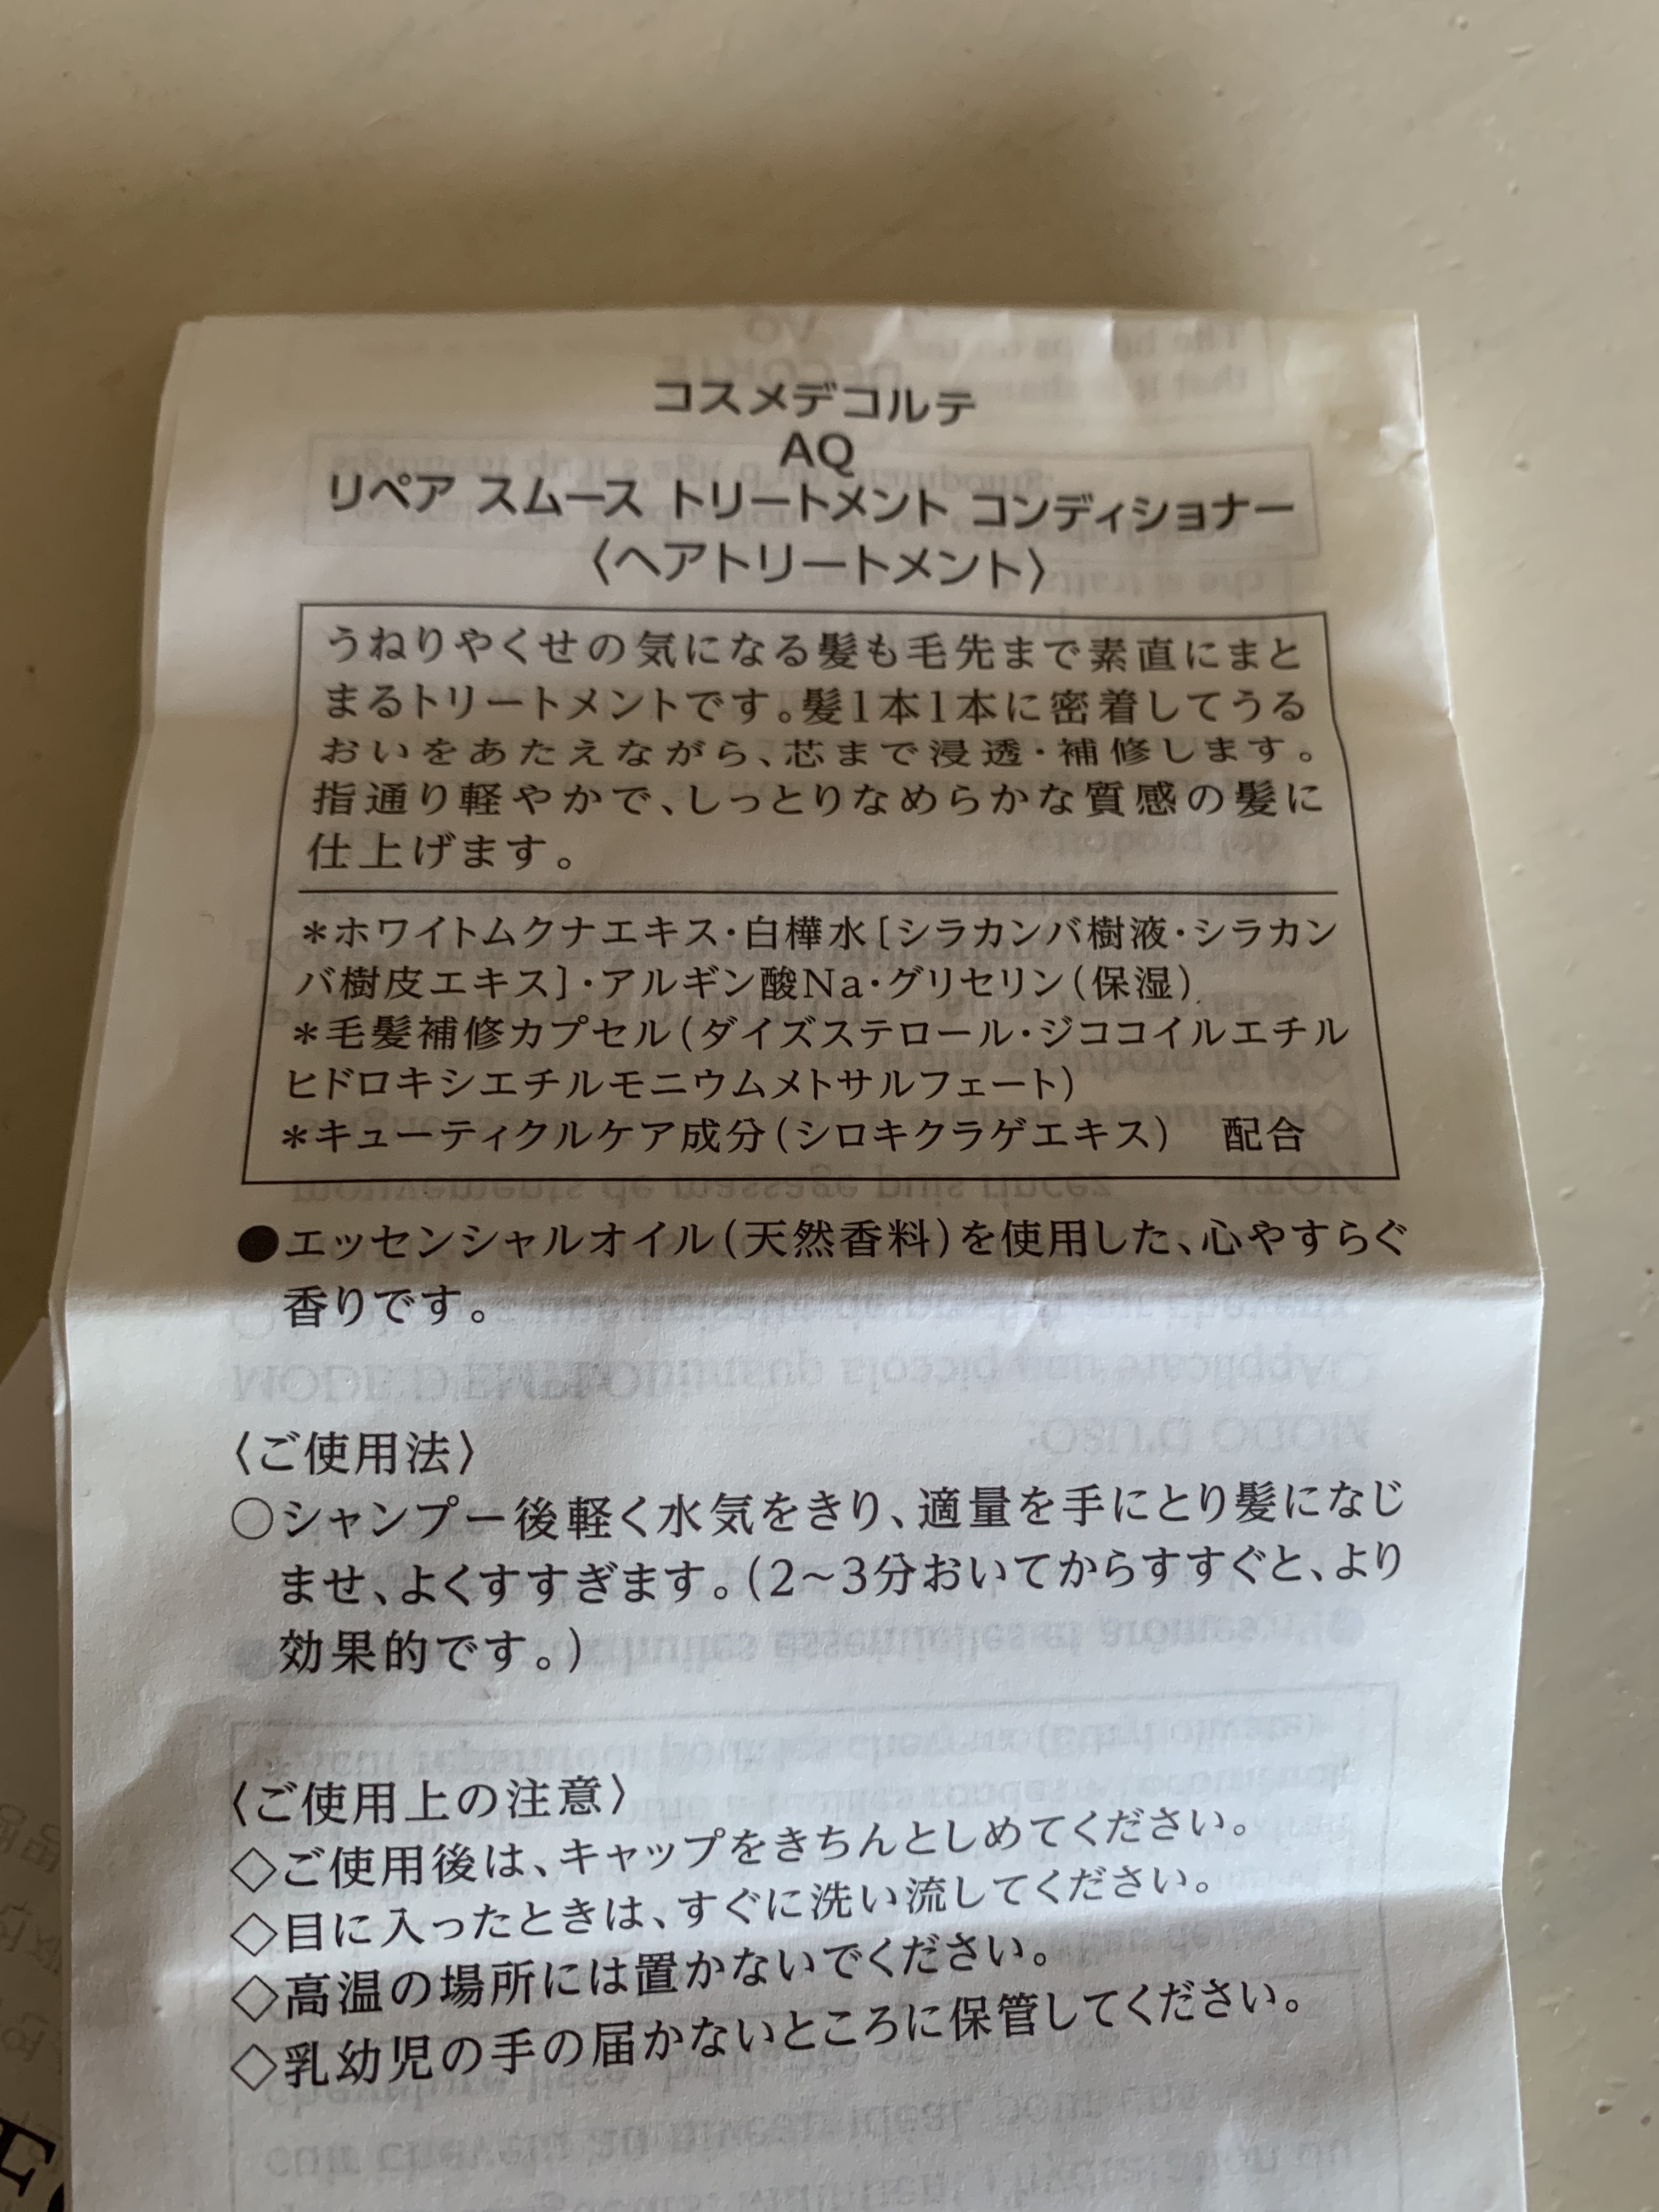 コスメデコルテ
AQ
リペア スムース トリートメント コンディショナー
〈ヘアトリートメント〉
うねりやくせの気になる髪も毛先まで素直にまと
まるトリートメントです。髪1本1本に密着してうる
おいをあたえながら、芯まで浸透・補修します。
指通り軽やかで、しっとりなめらかな質感の髪に
仕上げます。
＊ホワイトムクナエキス・白樺水[シラカンバ樹液・シラカン
バ樹皮エキス]・アルギン酸Na・グリセリン(保湿)
＊毛髪補修カプセル(ダイズステロール・ジココイルエチル
ヒドロキシエチルモニウムメトサルフェート)
＊キューティクルケア成分(シロキクラゲエキス)　配合
●エッセンシャルオイル(天然香料)を使用した、心やすらぐ
香りです。
〈ご使用法〉
○シャンプー後軽く水気をきり、適量を手にとり髪になじ
ませ、よくすすぎます。(2〜3分おいてからすすぐと、より
効果的です。)
〈ご使用上の注意〉
◇ご使用後は、キャップをきちんとしめてください。
◇目に入ったときは、すぐに洗い流してください。
◇高温の場所には置かないでください。
◇乳幼児の手の届かないところに保管してください。